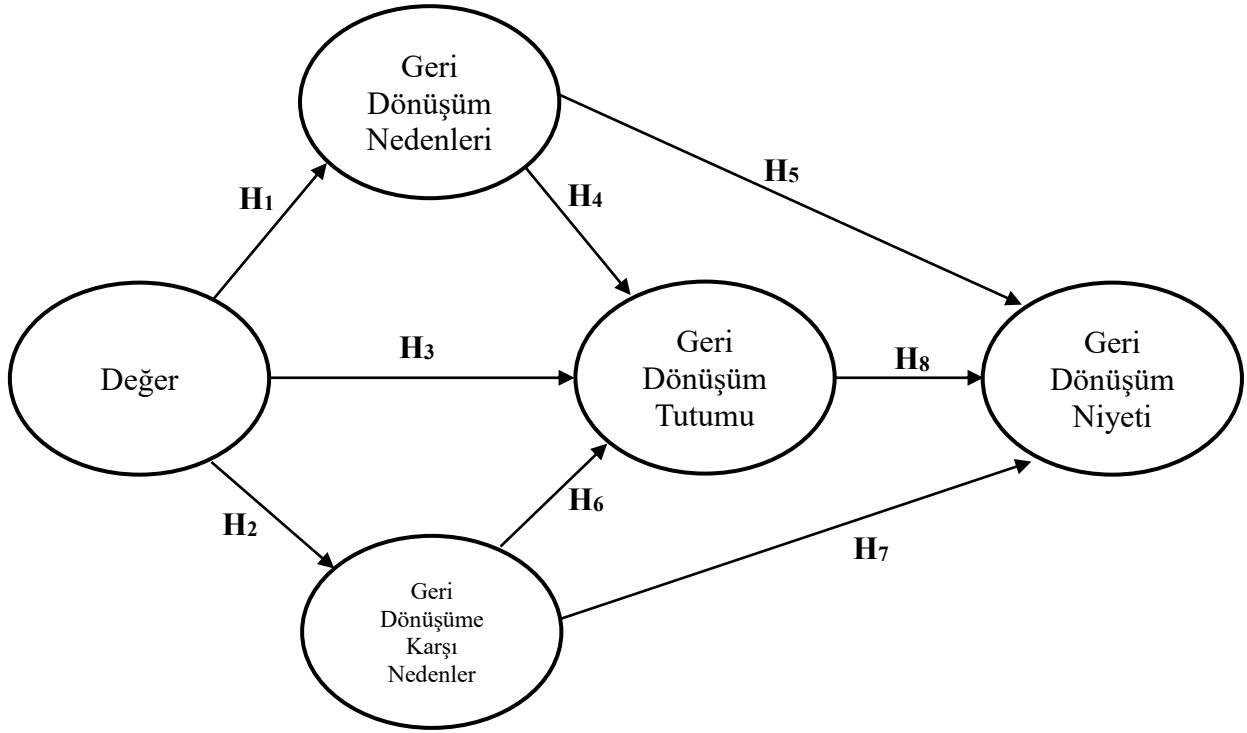 Geri
Dönüşüm
Nedenleri
H5
H1
H4
Değer
H3
Geri
Dönüşüm
Tutumu
H8
Geri
Dönüşüm
Niyeti
H2
H6
H7
Geri
Dönüşüme
Karşı
Nedenler